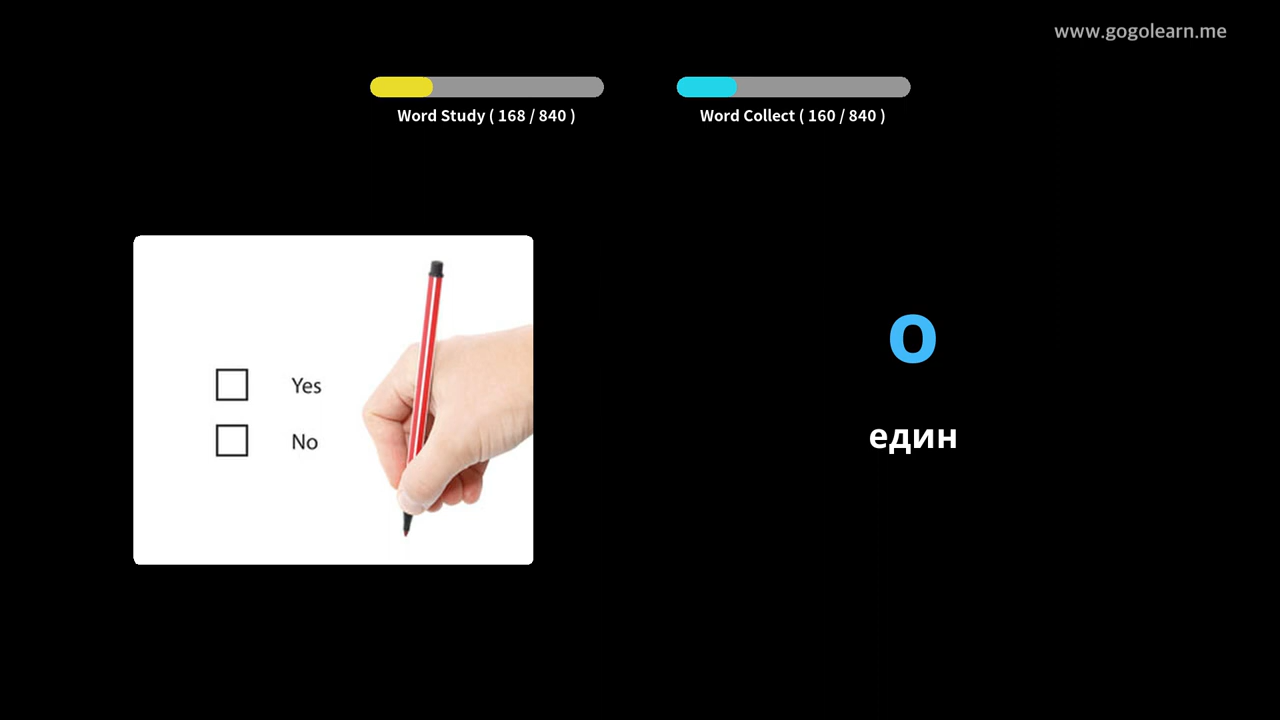 www.gogolearn.me
Word Study ( 168 / 840 )
Word Collect ( 160 / 840 )
Yes
No
o
един